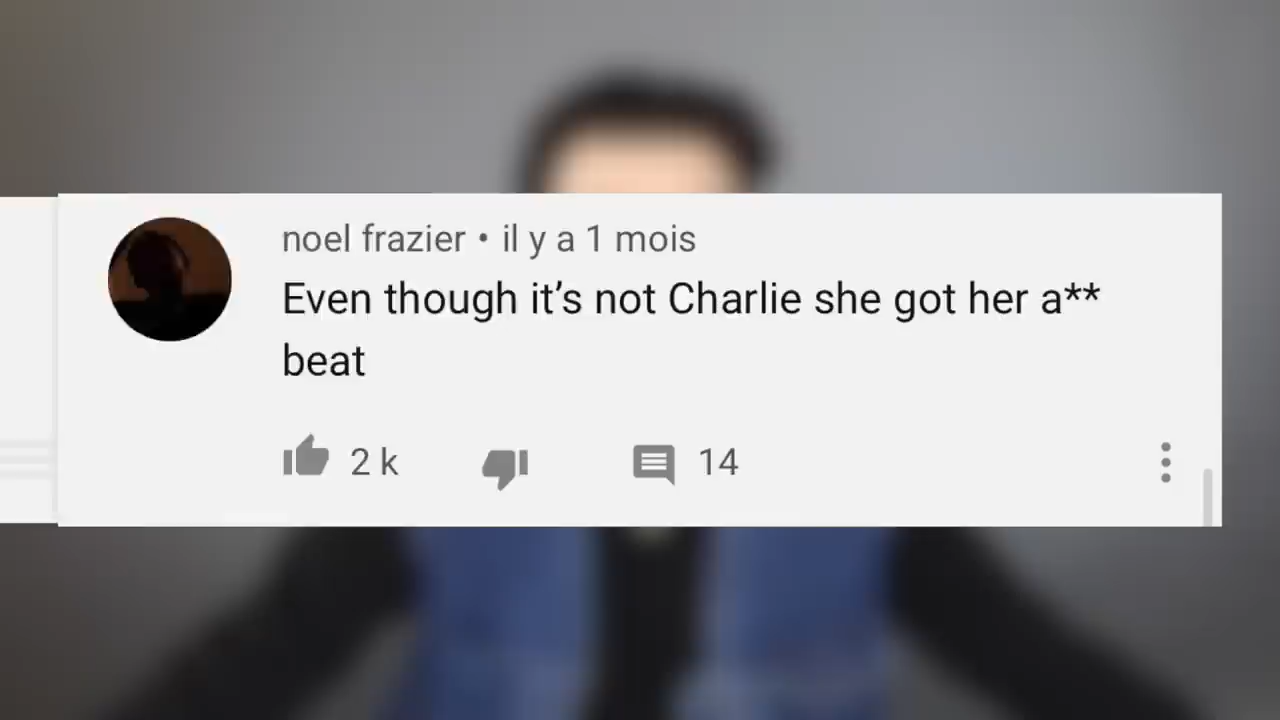 noel frazier • il y a 1 mois
Even though it’s not Charlie she got her a**
beat
2 k
14